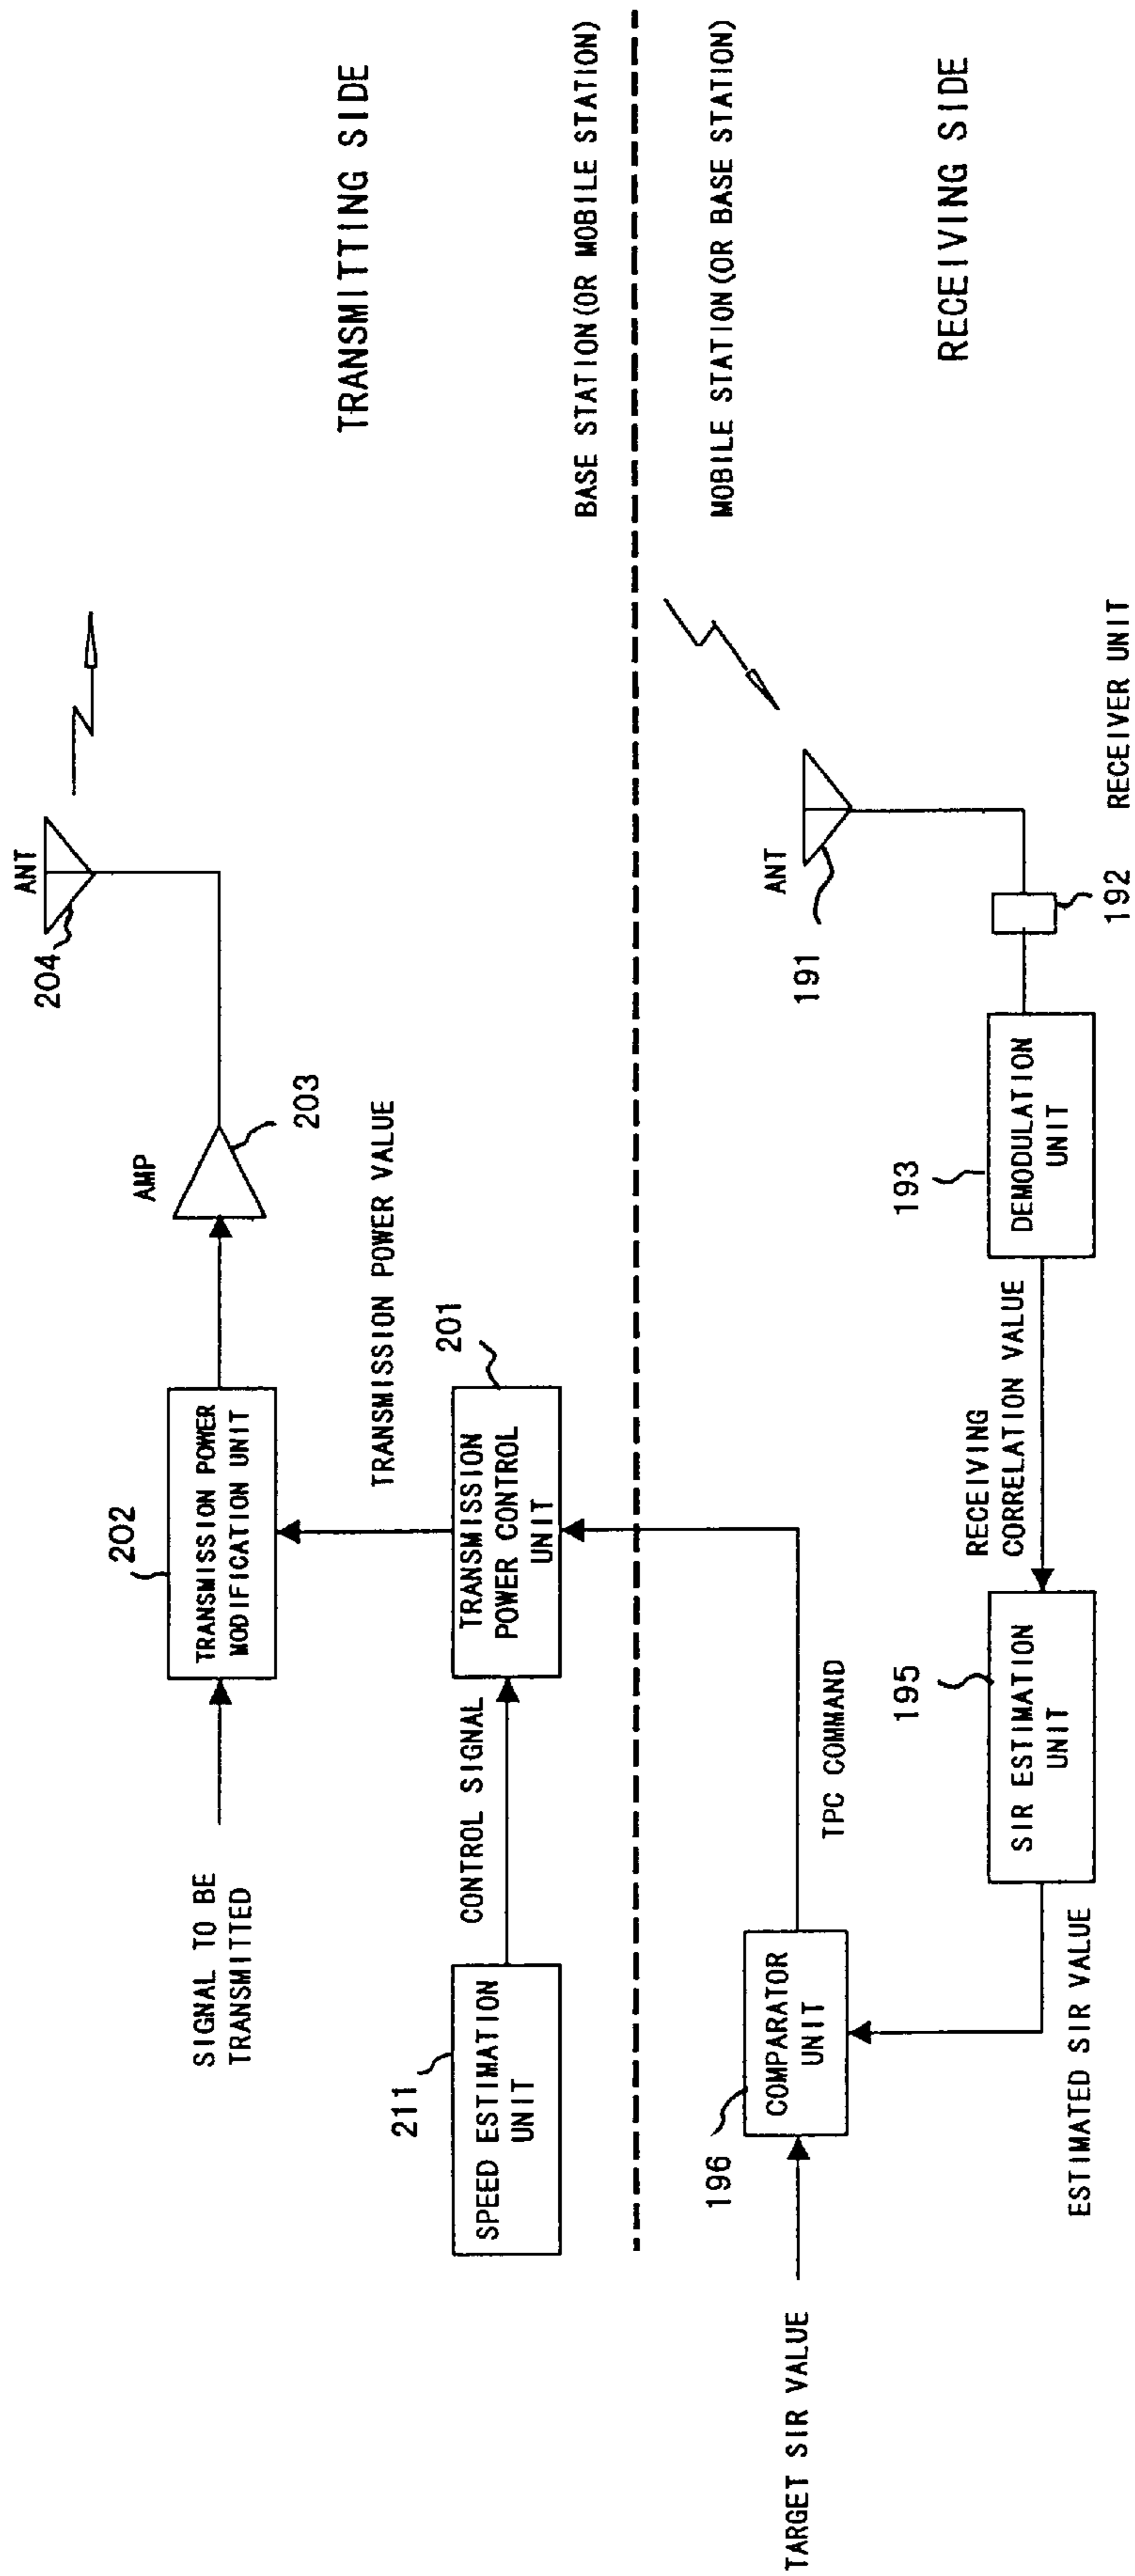 TRANSMITTING SIDE
ANT
204
AMP
203
202
TRANSMISSION POWER
MODIFICATION UNIT
SIGNAL TO BE
TRANSMITTED
TRANSMISSION POWER VALUE
201
TRANSMISSION
POWER CONTROL
UNIT
CONTROL SIGNAL
211
SPEED ESTIMATION
UNIT
BASE STATION(OR MOBILE STATION)
MOBILE STATION(OR BASE STATION)
RECEIVING SIDE
ANT
191
RECEIVER UNIT
192
193
DEMODULATION
UNIT
RECEIVING
CORRELATION VALUE
195
SIR ESTIMATION
UNIT
TPC COMMAND
196
COMPARATOR
UNIT
ESTIMATED SIR VALUE
TARGET SIR VALUE